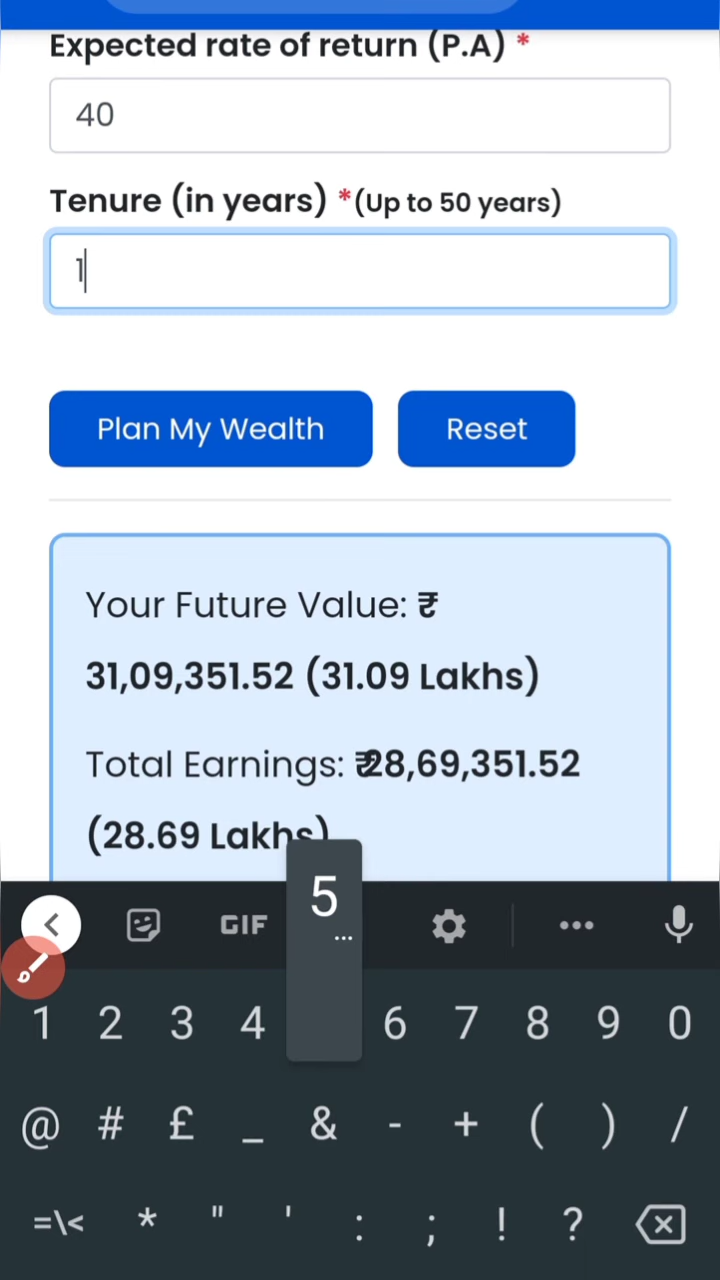 Expected rate of return (P.A) *
40
Tenure (in years) *(Up to 50 years)
1
Plan My Wealth
Reset
Your Future Value: ₹
31,09,351.52 (31.09 Lakhs)
Total Earnings: ₹28,69,351.52
(28.69 Lakhs)
GIF
5
...
1 2 3 4 6 7 8 9 0
@ # £ _ & - + ( ) /
=\< * " ' : ; ! ?